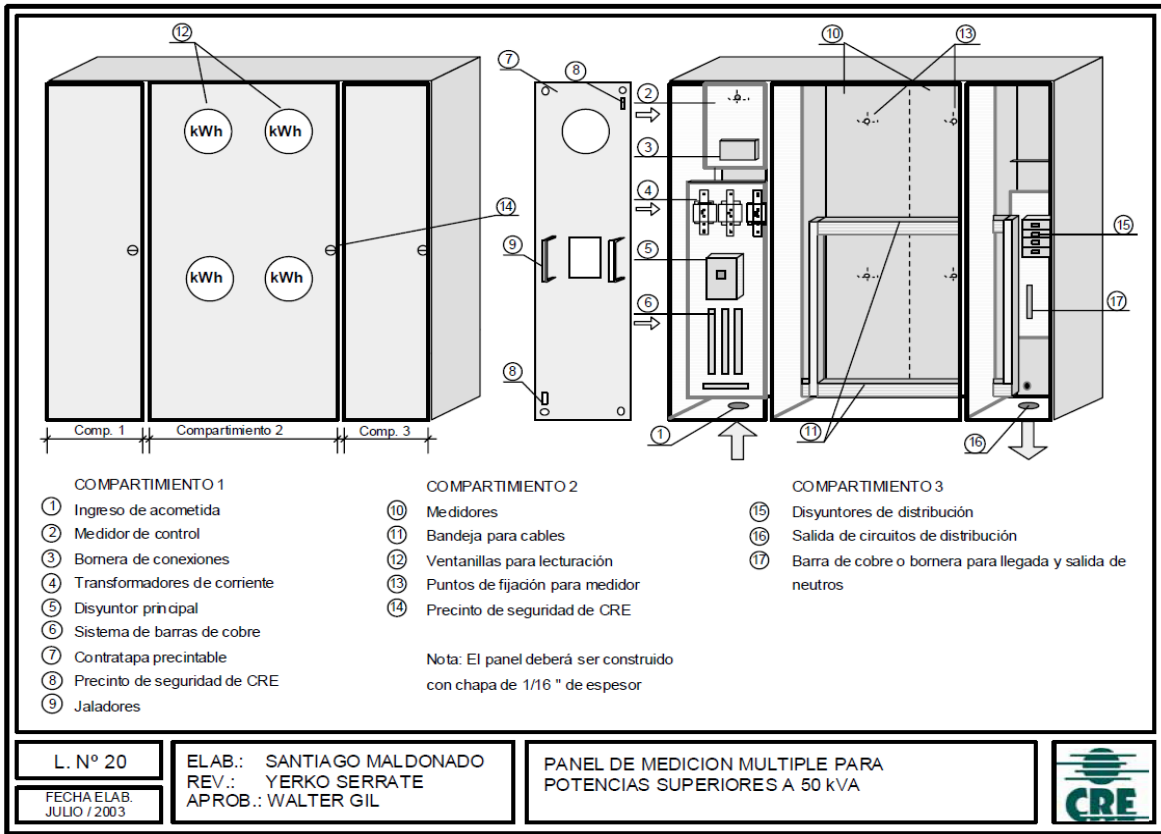 12
7
8
10
13
2
3
4
14
9
5
15
6
17
8
1
11
16
kWh
kWh
kWh
kWh
Comp. 1
Compartimiento 2
Comp. 3
COMPARTIMIENTO 1
1 Ingreso de acometida
2 Medidor de control
3 Bornera de conexiones
4 Transformadores de corriente
5 Disyuntor principal
6 Sistema de barras de cobre
7 Contratapa precintable
8 Precinto de seguridad de CRE
9 Jaladores
COMPARTIMIENTO 2
10 Medidores
11 Bandeja para cables
12 Ventanillas para lecturación
13 Puntos de fijación para medidor
14 Precinto de seguridad de CRE
Nota: El panel deberá ser construido
con chapa de 1/16 " de espesor
COMPARTIMIENTO 3
15 Disyuntores de distribución
16 Salida de circuitos de distribución
17 Barra de cobre o bornera para llegada y salida de
neutros
L. Nº 20
FECHA ELAB.
JULIO / 2003
ELAB.: SANTIAGO MALDONADO
REV.: YERKO SERRATE
APROB.: WALTER GIL
PANEL DE MEDICION MULTIPLE PARA
POTENCIAS SUPERIORES A 50 kVA
CRE